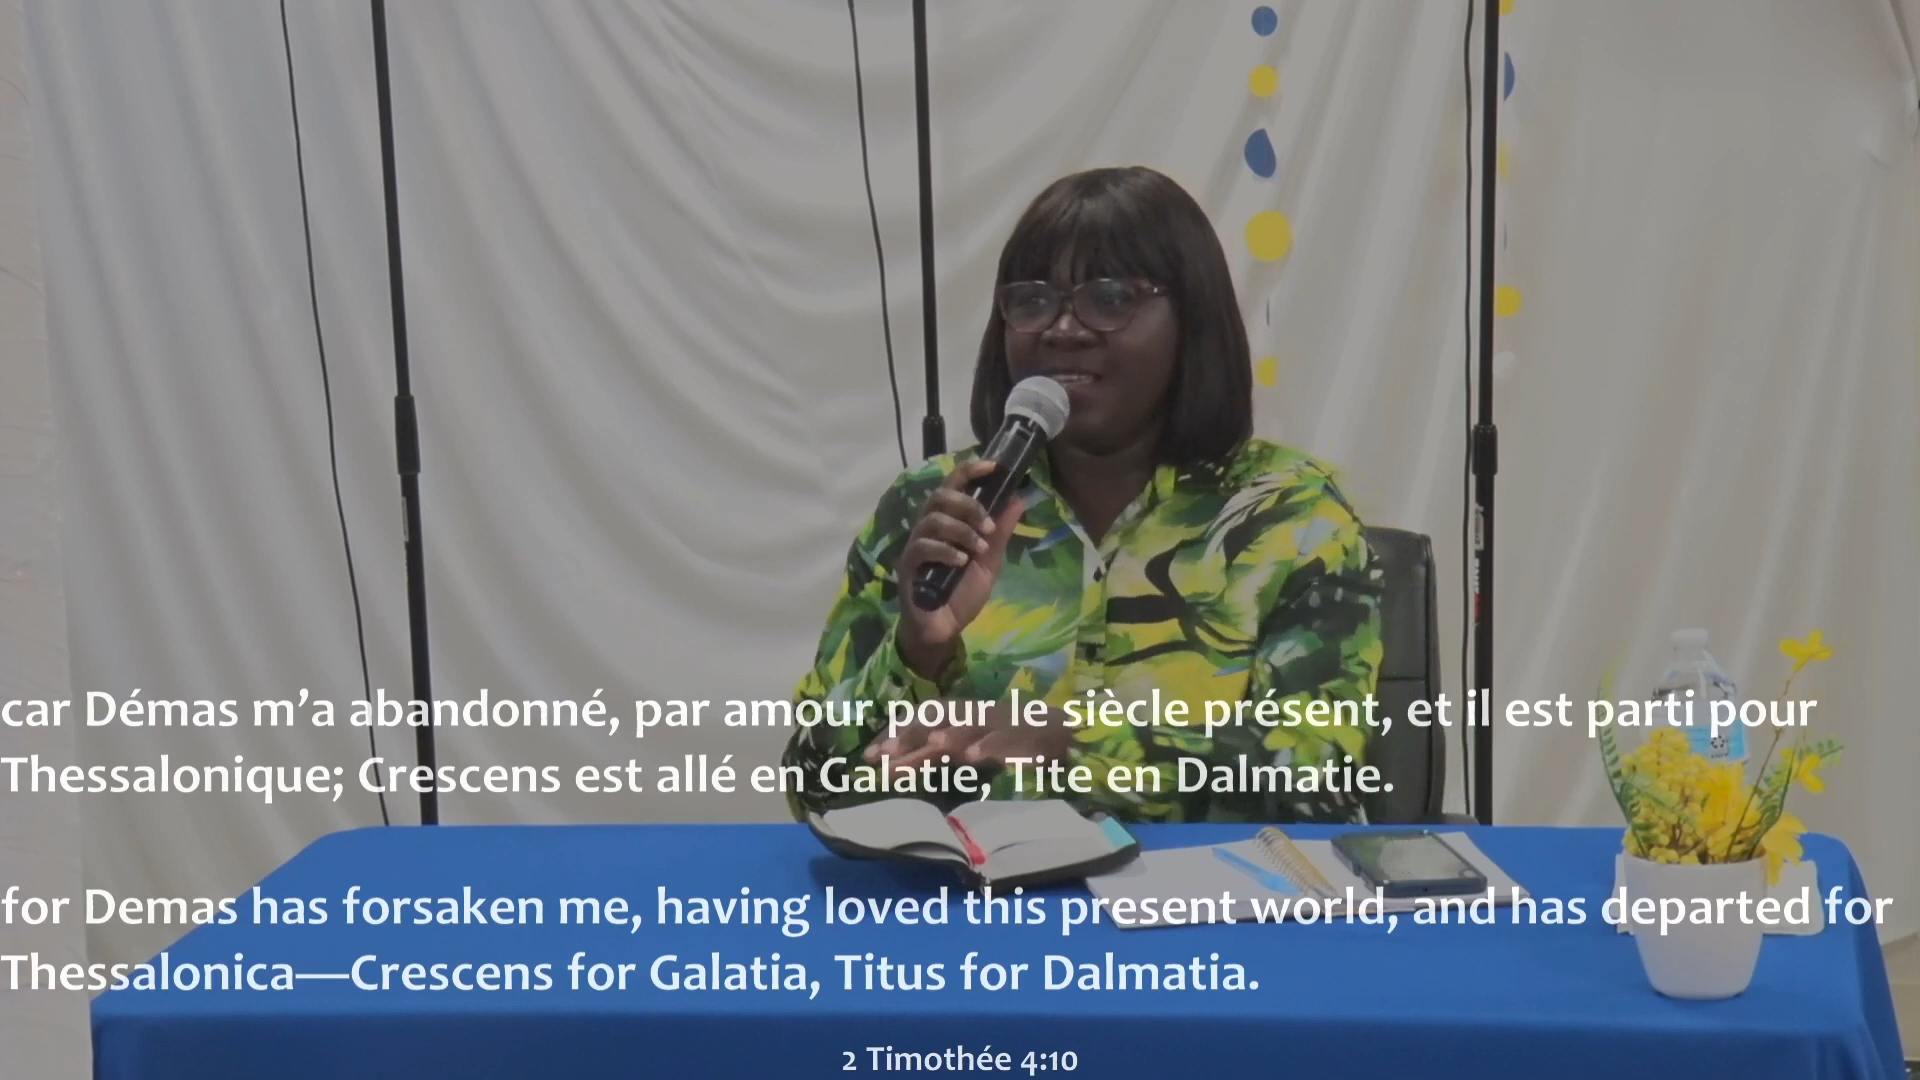 car Démas m’a abandonné, par amour pour le siècle présent, et il est parti pour
Thessalonique; Crescens est allé en Galatie, Tite en Dalmatie.
for Demas has forsaken me, having loved this present world, and has departed for
Thessalonica—Crescens for Galatia, Titus for Dalmatia.
2 Timothée 4:10